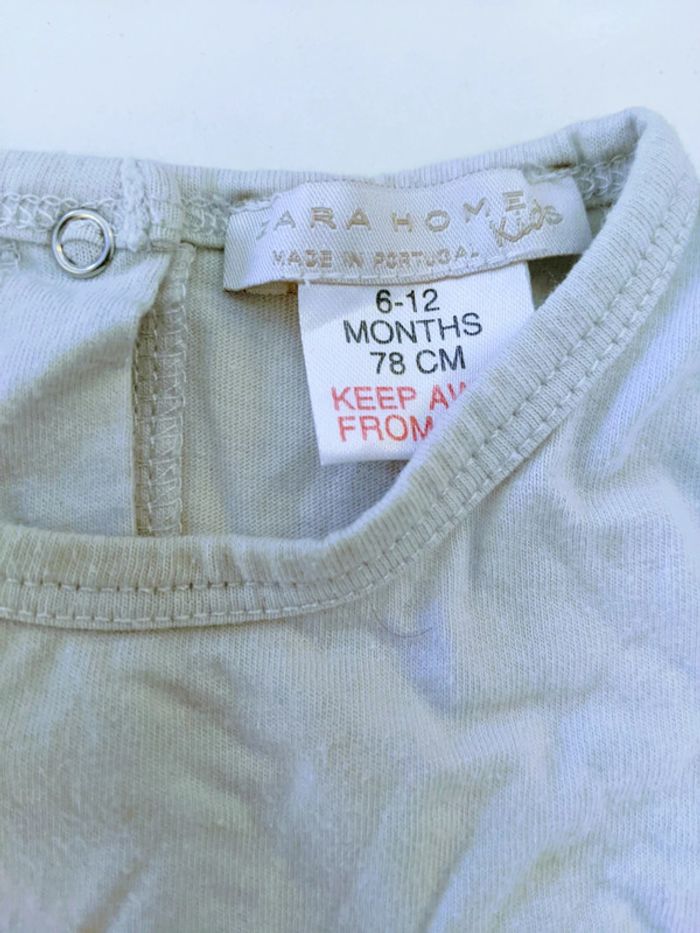 ZARA HOME Kids
MADE IN PORTUGAL
6-12
MONTHS
78 CM
KEEP
FROM